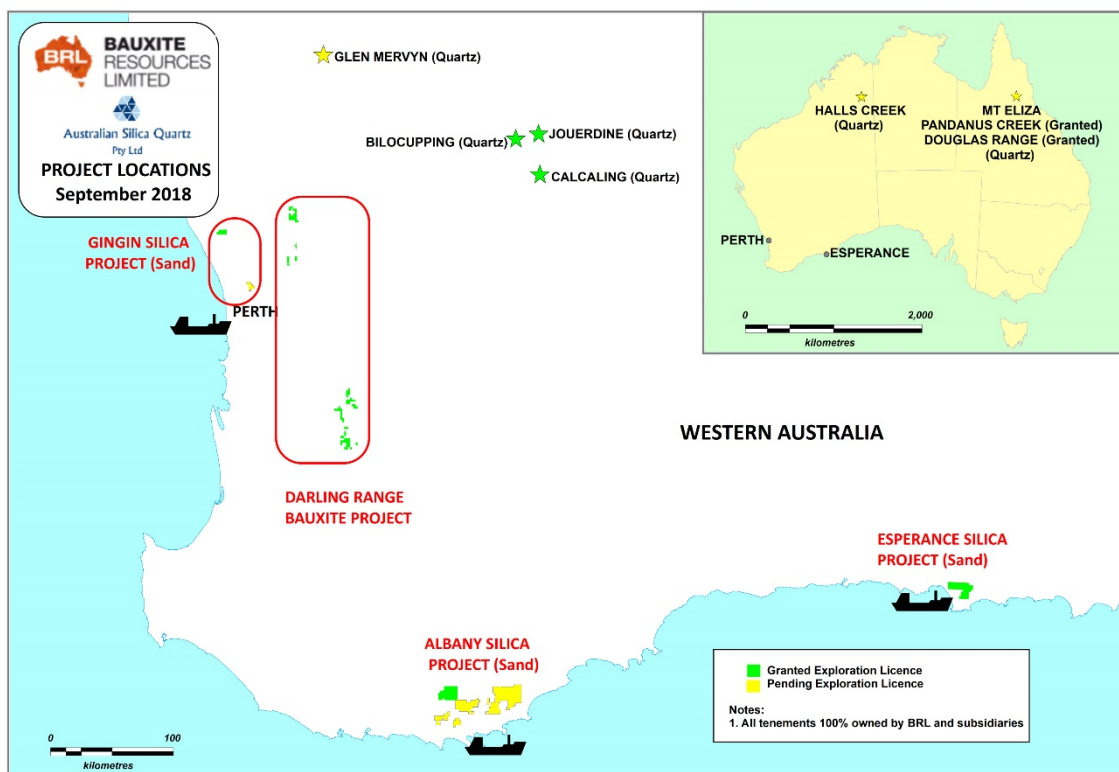 BRL
BAUXITE
RESOURCES
LIMITED
Australian Silica Quartz
Pty Ltd
PROJECT LOCATIONS
September 2018
GLEN MERVYN (Quartz)
BILOCUPPING (Quartz)
JOUERDINE (Quartz)
CALCALING (Quartz)
HALLS CREEK
(Quartz)
MT ELIZA
PANDANUS CREEK (Granted)
DOUGLAS RANGE (Granted)
(Quartz)
PERTH
ESPERANCE
0 2,000
kilometres
GINGIN SILICA
PROJECT (Sand)
PERTH
WESTERN AUSTRALIA
DARLING RANGE
BAUXITE PROJECT
ESPERANCE SILICA
PROJECT (Sand)
ALBANY SILICA
PROJECT (Sand)
Granted Exploration Licence
Pending Exploration Licence
Notes:
1. All tenements 100% owned by BRL and subsidiaries
0 100
kilometres